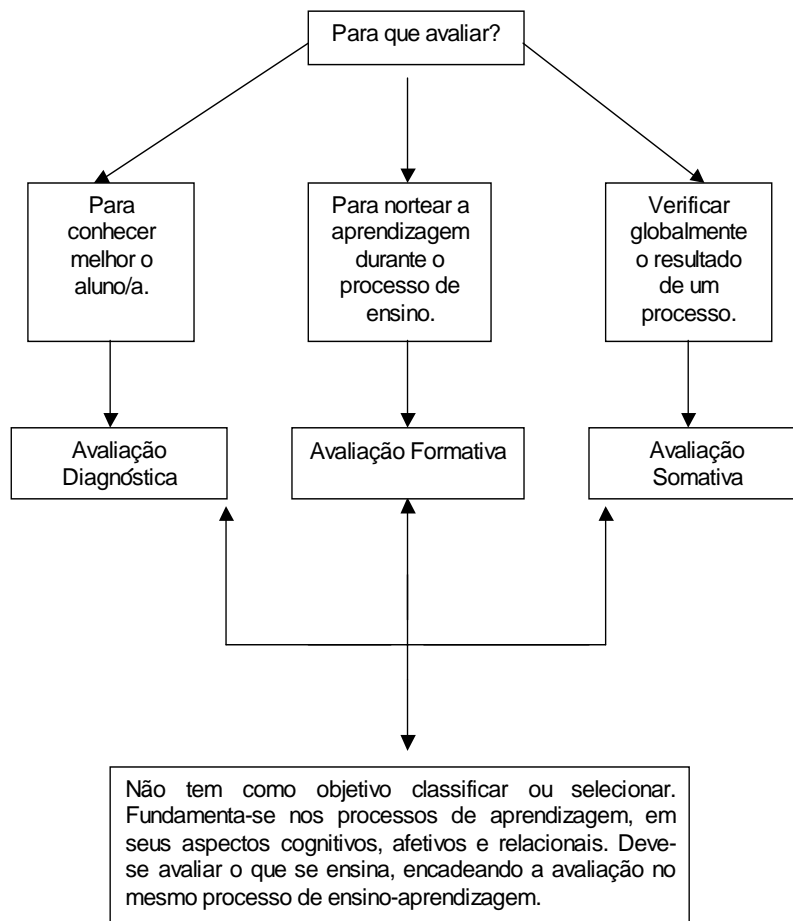 Para que avaliar?
Para
conhecer
melhor o
aluno/a.
Para nortear a
aprendizagem
durante o
processo de
ensino.
Verificar
globalmente
o resultado
de um
processo.
Avaliação
Diagnóstica
Avaliação Formativa
Avaliação
Somativa
Não tem como objetivo classificar ou selecionar.
Fundamenta-se nos processos de aprendizagem, em
seus aspectos cognitivos, afetivos e relacionais. Deve-
se avaliar o que se ensina, encadeando a avaliação no
mesmo processo de ensino-aprendizagem.